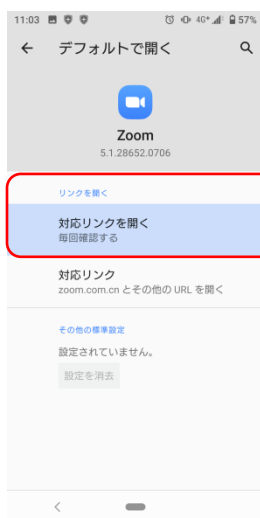 11:03 4G+ 57%
デフォルトで開く
Zoom
5.1.28652.0706
リンクを開く
対応リンクを開く
毎回確認する
対応リンク
zoom.com.cn とその他の URL を開く
その他の標準設定
設定されていません。
設定を消去